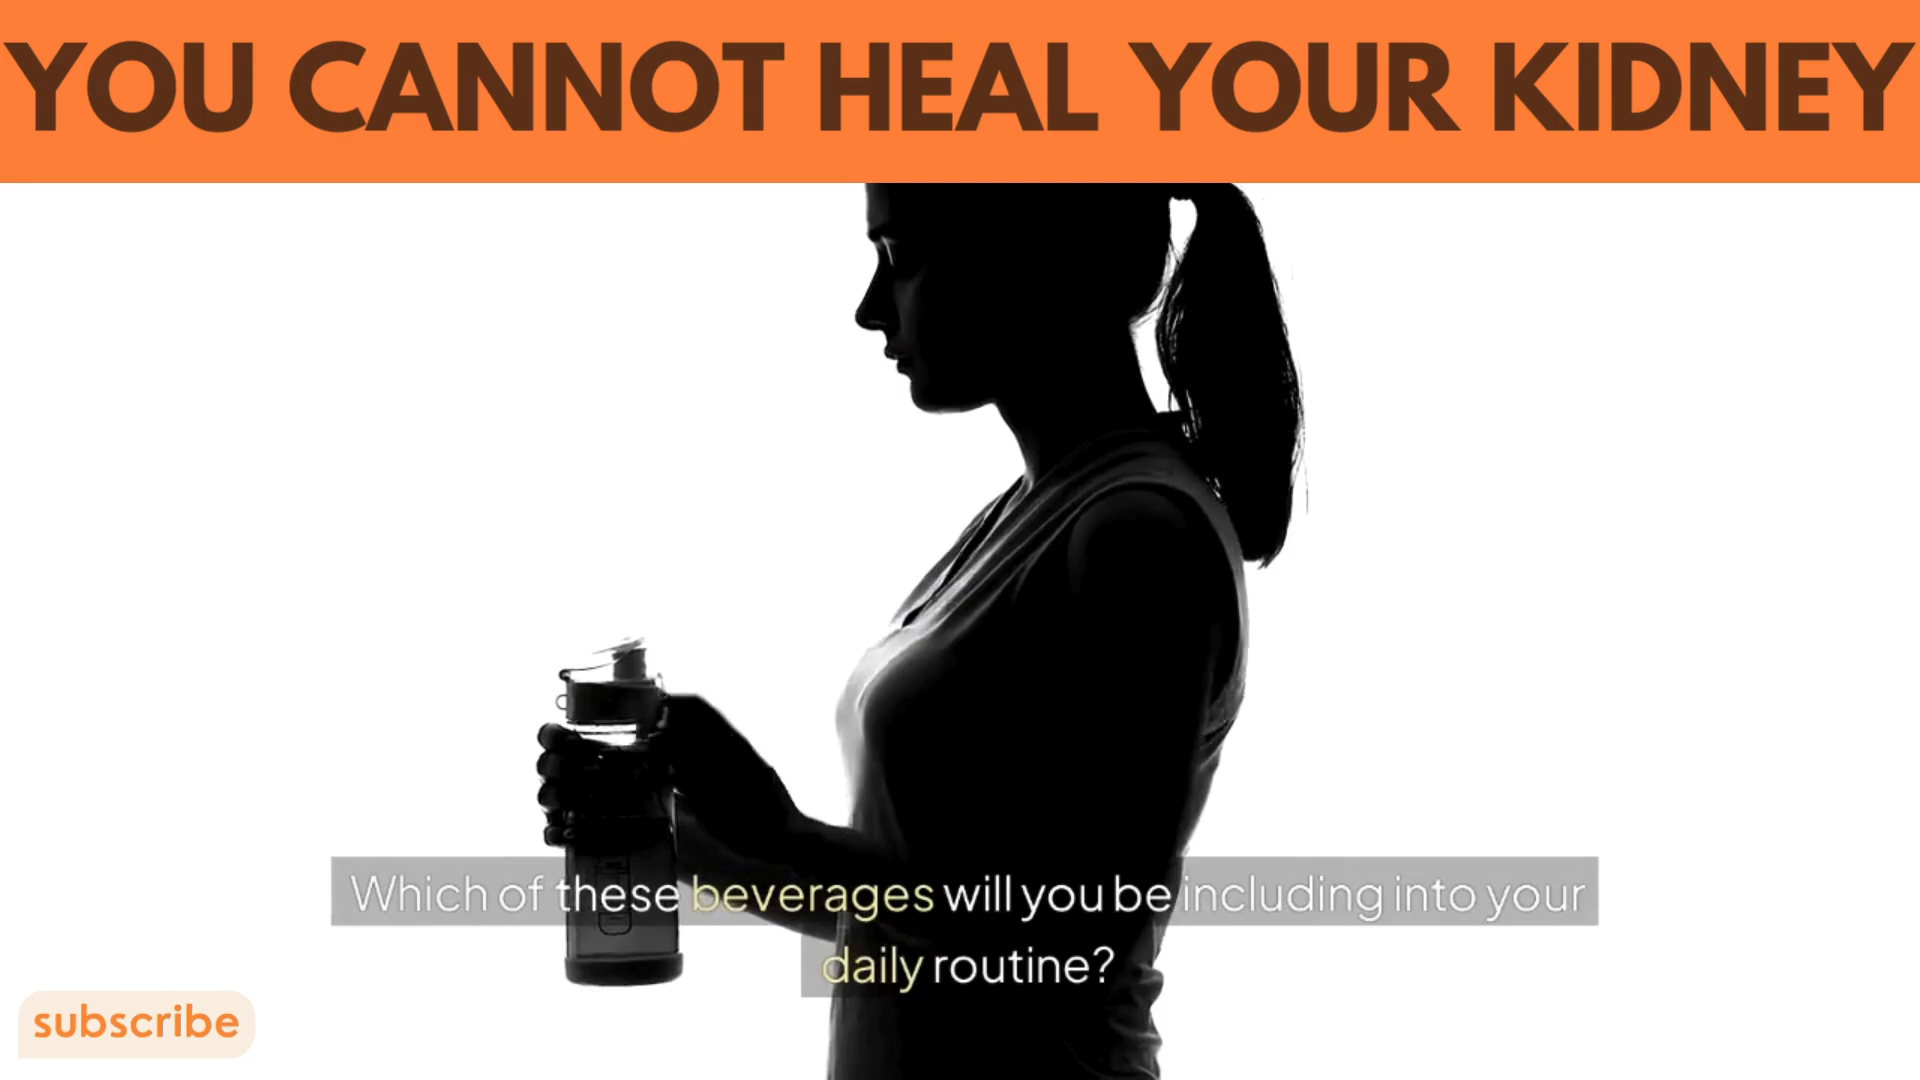 YOU CANNOT HEAL YOUR KIDNEY
Which of these beverages will you be including into your
daily routine?
subscribe